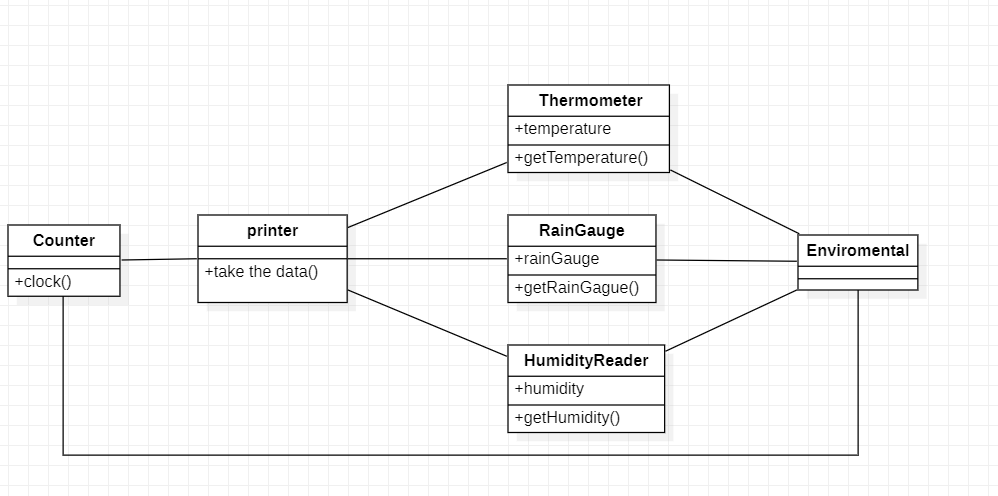 Thermometer
+temperature
+getTemperature()
Counter
+clock()
printer
+take the data()
RainGauge
+rainGauge
+getRainGague()
Enviromental
HumidityReader
+humidity
+getHumidity()